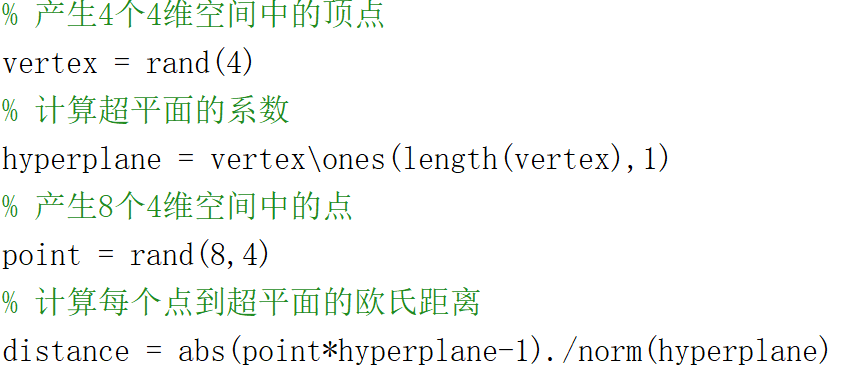 % 产生4个4维空间中的顶点
vertex = rand(4)
% 计算超平面的系数
hyperplane = vertex\ones(length(vertex),1)
% 产生8个4维空间中的点
point = rand(8,4)
% 计算每个点到超平面的欧氏距离
distance = abs(point*hyperplane-1)./norm(hyperplane)